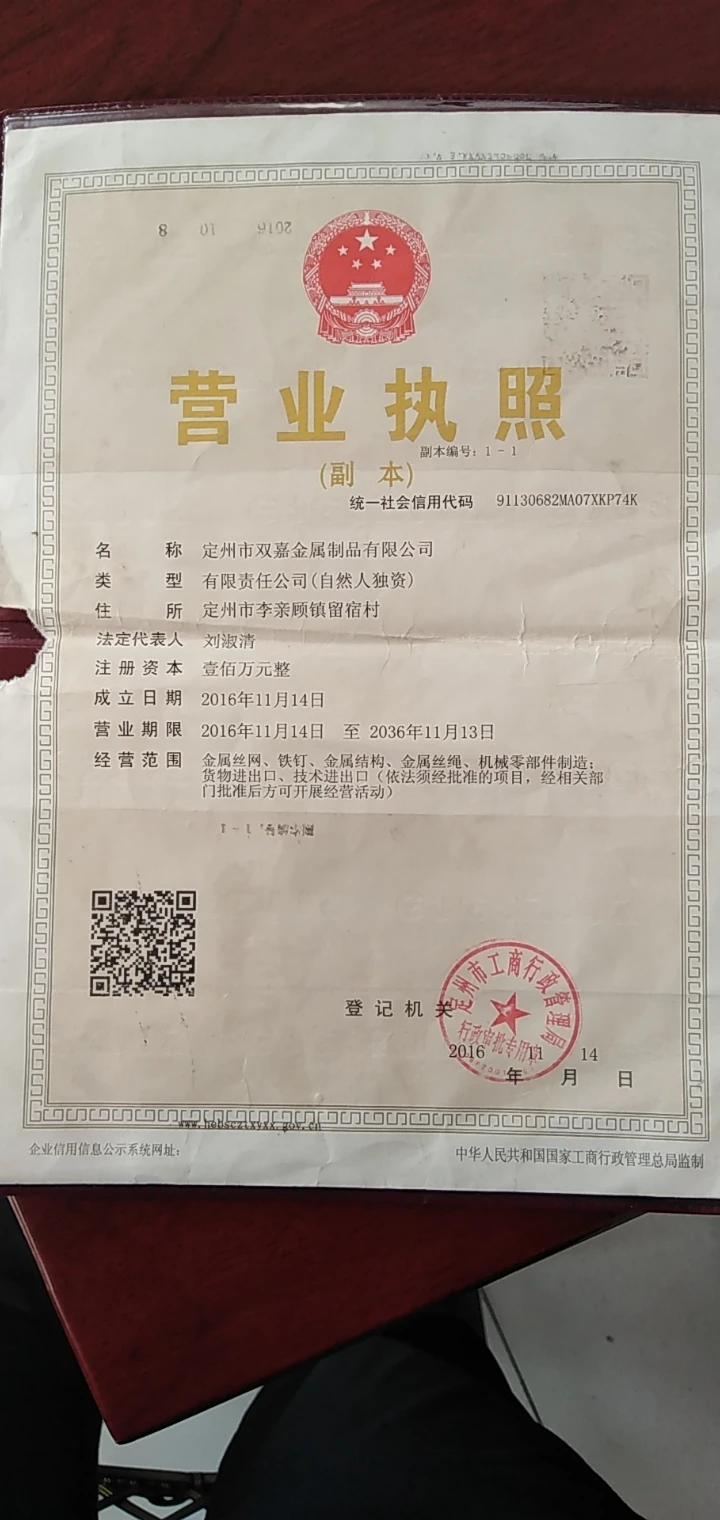 2016 10 8
营业执照
副本编号：1-1
(副 本)
统一社会信用代码 91130682MA07XKP74K
名 称 定州市双嘉金属制品有限公司
类 型 有限责任公司(自然人独资)
住 所 定州市李亲顾镇留宿村
法定代表人 刘淑清
注册资本 壹佰万元整
成立日期 2016年11月14日
营业期限 2016年11月14日 至 2036年11月13日
经营范围 金属丝网、铁钉、金属结构、金属丝绳、机械零部件制造；
货物进出口、技术进出口（依法须经批准的项目，经相关部
门批准后方可开展经营活动）
副本编号：1-1
登记机关
定州市工商行政管理局
行政审批专用章
2016 11 14
年 月 日
www.hebscztxyxx.gov.cn
企业信用信息公示系统网址：
中华人民共和国国家工商行政管理总局监制